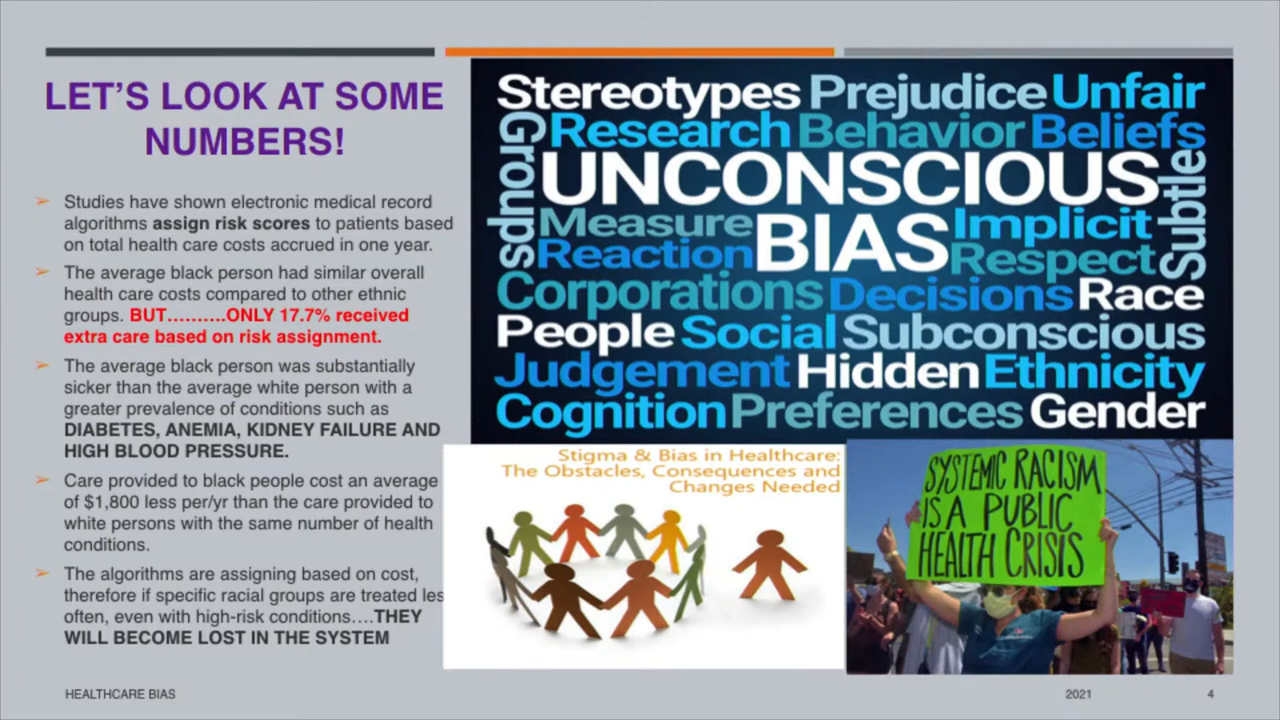 LET'S LOOK AT SOME
NUMBERS!
Studies have shown electronic medical record
algorithms assign risk scores to patients based
on total health care costs accrued in one year.
The average black person had similar overall
health care costs compared to other ethnic
groups. BUT……….ONLY 17.7% received
extra care based on risk assignment.
The average black person was substantially
sicker than the average white person with a
greater prevalence of conditions such as
DIABETES, ANEMIA, KIDNEY FAILURE AND
HIGH BLOOD PRESSURE.
Care provided to black people cost an average
of $1,800 less per/yr than the care provided to
white persons with the same number of health
conditions.
The algorithms are assigning based on cost,
therefore if specific racial groups are treated les
often, even with high-risk conditions….THEY
WILL BECOME LOST IN THE SYSTEM
Stereotypes Prejudice Unfair
Groups
Research Behavior Beliefs
UNCONSCIOUS
Subtle
Measure BIAS Implicit
Reaction Respect
Corporations Decisions Race
People Social Subconscious
Judgement Hidden Ethnicity
Cognition Preferences Gender
Stigma & Bias in Healthcare:
The Obstacles, Consequences and
Changes Needed
SYSTEMIC RACISM
IS A PUBLIC
HEALTH CRISIS
HEALTHCARE BIAS
2021
4